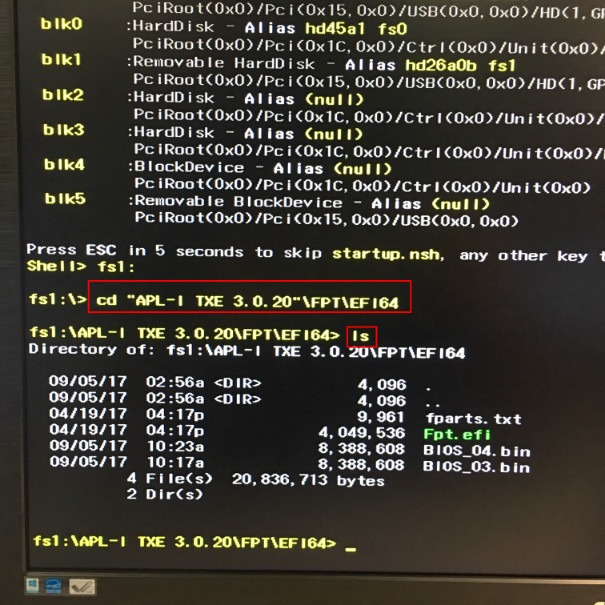 PciRoot(0x0)/Pci(0x15,0x0)/USB(0x0,0x0)/HD(1,GP
blk0 :HardDisk - Alias hd45a1 fs0
PciRoot(0x0)/Pci(0x1C,0x0)/Ctrl(0x0)/Unit(0x0)/
blk1 :Removable HardDisk - Alias hd26a0b fs1
PciRoot(0x0)/Pci(0x15,0x0)/USB(0x0,0x0)/HD(1,GP
blk2 :HardDisk - Alias (null)
PciRoot(0x0)/Pci(0x1C,0x0)/Ctrl(0x0)/Unit(0x0)/
blk3 :HardDisk - Alias (null)
PciRoot(0x0)/Pci(0x1C,0x0)/Ctrl(0x0)/Unit(0x0)/
blk4 :BlockDevice - Alias (null)
PciRoot(0x0)/Pci(0x1C,0x0)/Ctrl(0x0)/Unit(0x0)
blk5 :Removable BlockDevice - Alias (null)
PciRoot(0x0)/Pci(0x15,0x0)/USB(0x0,0x0)
Press ESC in 5 seconds to skip startup.nsh, any other key t
Shell> fs1:
fs1:\> cd "APL-I TXE 3.0.20"\FPT\EFI64
fs1:\APL-I TXE 3.0.20\FPT\EFI64> ls
Directory of: fs1:\APL-I TXE 3.0.20\FPT\EFI64
09/05/17 02:56a <DIR> 4,096 .
09/05/17 02:56a <DIR> 4,096 ..
04/19/17 04:17p 9,961 fparts.txt
04/19/17 04:17p 4,049,536 Fpt.efi
09/05/17 10:23a 8,388,608 BIOS_04.bin
09/05/17 10:17a 8,388,608 BIOS_03.bin
4 File(s) 20,836,713 bytes
2 Dir(s)
fs1:\APL-I TXE 3.0.20\FPT\EFI64> _